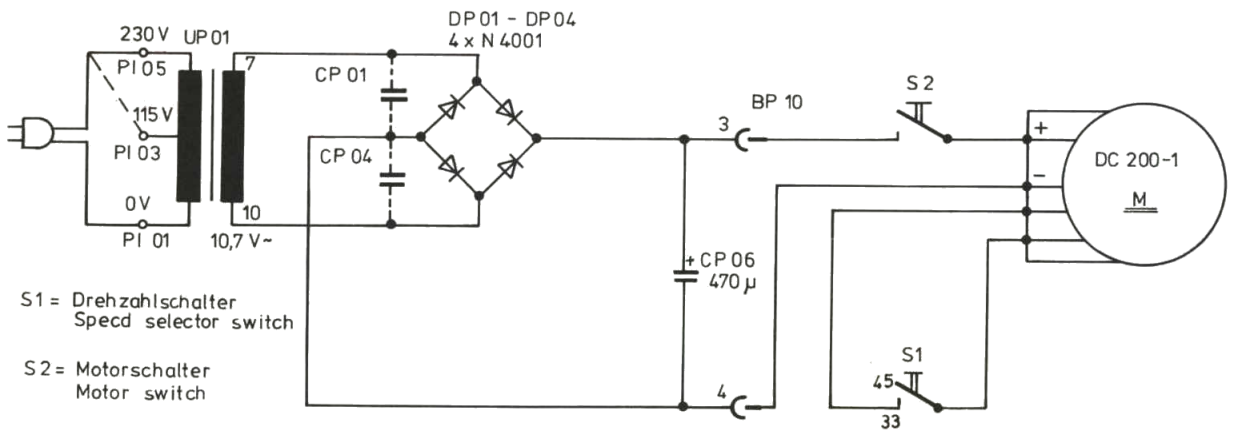 230 V
UP 01
PI 05
115 V
PI 03
0 V
PI 01
7
10
10,7 V~
CP 01
CP 04
DP 01 - DP 04
4 x N 4001
+ CP 06
470 µ
3
BP 10
4
S 2
S1
45
33
+
−
DC 200-1
M
S1 = Drehzahlschalter
Specd selector switch
S2 = Motorschalter
Motor switch